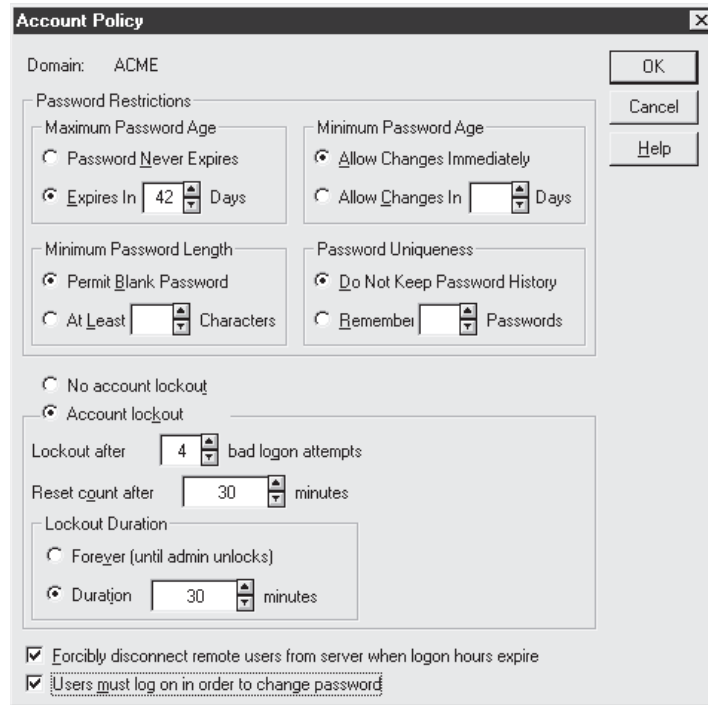 Account Policy
Domain: ACME
OK
Cancel
Help
Password Restrictions
Maximum Password Age
Password Never Expires
Expires In 42 Days
Minimum Password Age
Allow Changes Immediately
Allow Changes In Days
Minimum Password Length
Permit Blank Password
At Least Characters
Password Uniqueness
Do Not Keep Password History
Remember Passwords
No account lockout
Account lockout
Lockout after 4 bad logon attempts
Reset count after 30 minutes
Lockout Duration
Forever (until admin unlocks)
Duration 30 minutes
Forcibly disconnect remote users from server when logon hours expire
Users must log on in order to change password